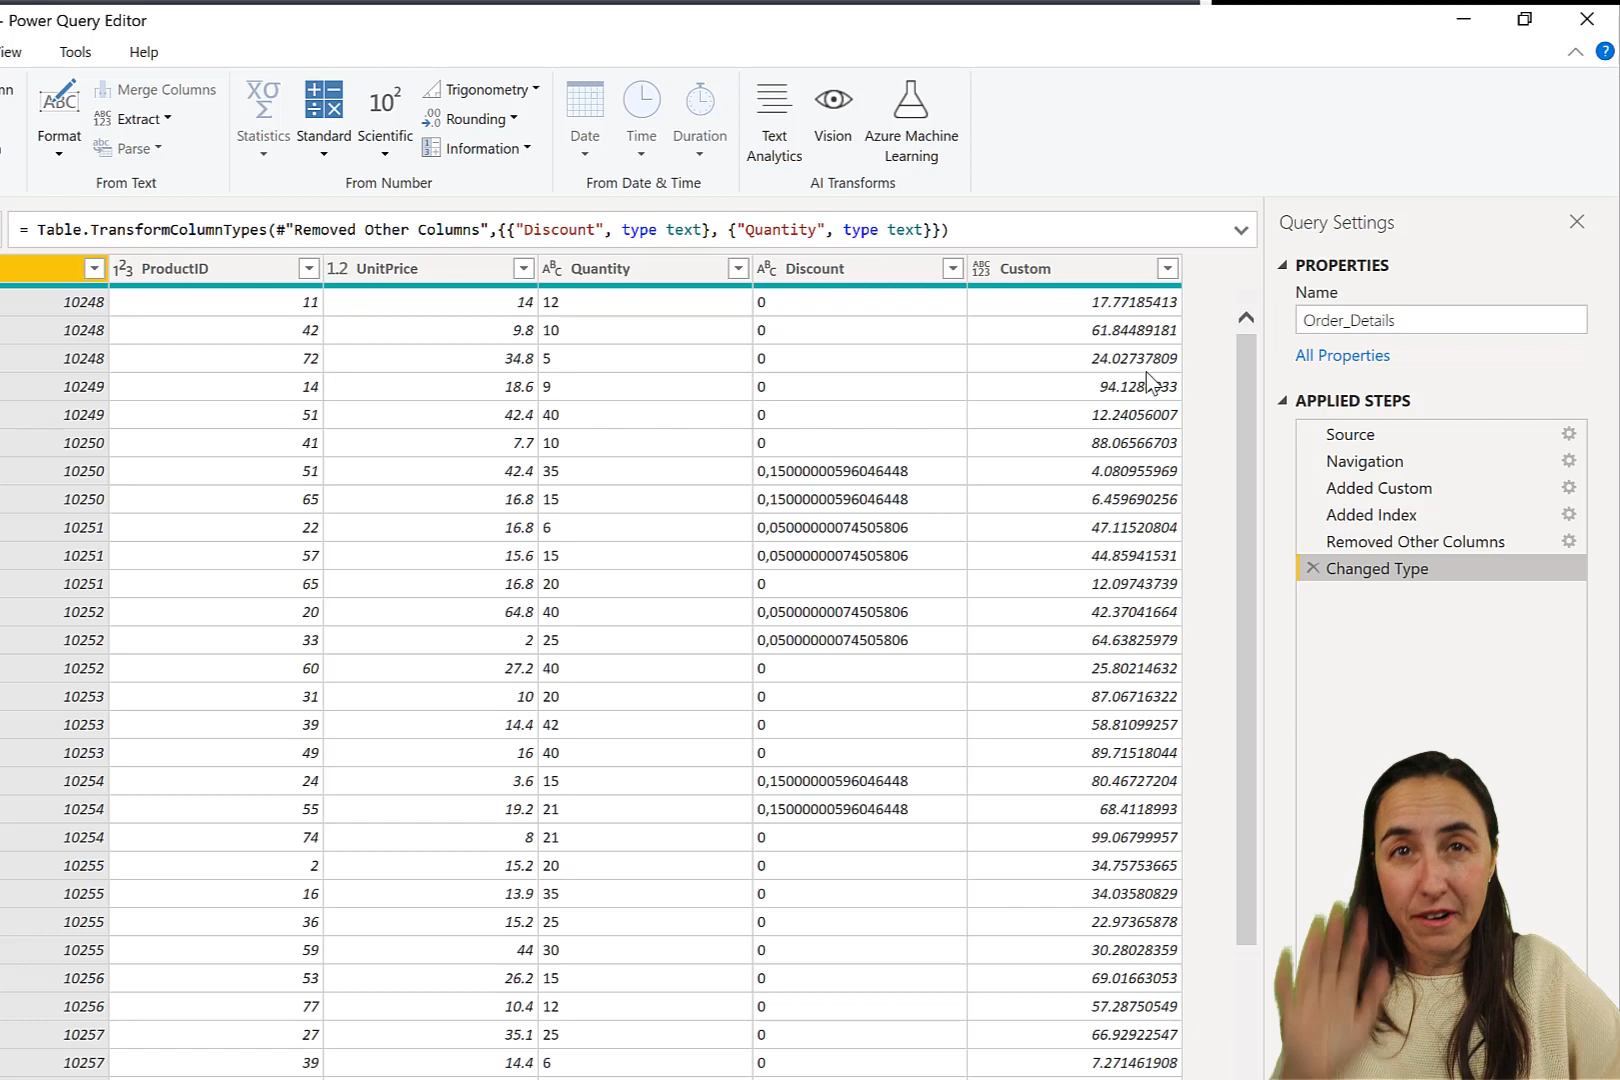 - Power Query Editor
iew Tools Help
mn Merge Columns Trigonometry
Extract Rounding
Format Parse Statistics Standard Scientific Information Date Time Duration Text Analytics Vision Azure Machine Learning
From Text From Number From Date & Time AI Transforms
= Table.TransformColumnTypes(#"Removed Other Columns",{{"Discount", type text}, {"Quantity", type text}})
ProductID UnitPrice Quantity Discount Custom
10248 11 14 12 0 17.77185413
10248 42 9.8 10 0 61.84489181
10248 72 34.8 5 0 24.02737809
10249 14 18.6 9 0
10249 51 42.4 40 0 12.24056007
10250 41 7.7 10 0 88.06566703
10250 51 42.4 35 0,15000000596046448 4.080955969
10250 65 16.8 15 0,15000000596046448 6.459690256
10251 22 16.8 6 0,05000000074505806 47.11520804
10251 57 15.6 15 0,05000000074505806 44.85941531
10251 65 16.8 20 0 12.09743739
10252 20 64.8 40 0,05000000074505806 42.37041664
10252 33 2 25 0,05000000074505806 64.63825979
10252 60 27.2 40 0 25.80214632
10253 31 10 20 0 87.06716322
10253 39 14.4 42 0 58.81099257
10253 49 16 40 0 89.71518044
10254 24 3.6 15 0,15000000596046448 80.46727204
10254 55 19.2 21 0,15000000596046448 68.4118993
10254 74 8 21 0 99.06799957
10255 2 15.2 20 0 34.75753665
10255 16 13.9 35 0 34.03580829
10255 36 15.2 25 0 22.97365878
10255 59 44 30 0 30.28028359
10256 53 26.2 15 0 69.01663053
10256 77 10.4 12 0 57.28750549
10257 27 35.1 25 0 66.92922547
10257 39 14.4 6 0 7.271461908
Query Settings
PROPERTIES
Name
Order_Details
All Properties
APPLIED STEPS
Source
Navigation
Added Custom
Added Index
Removed Other Columns
Changed Type